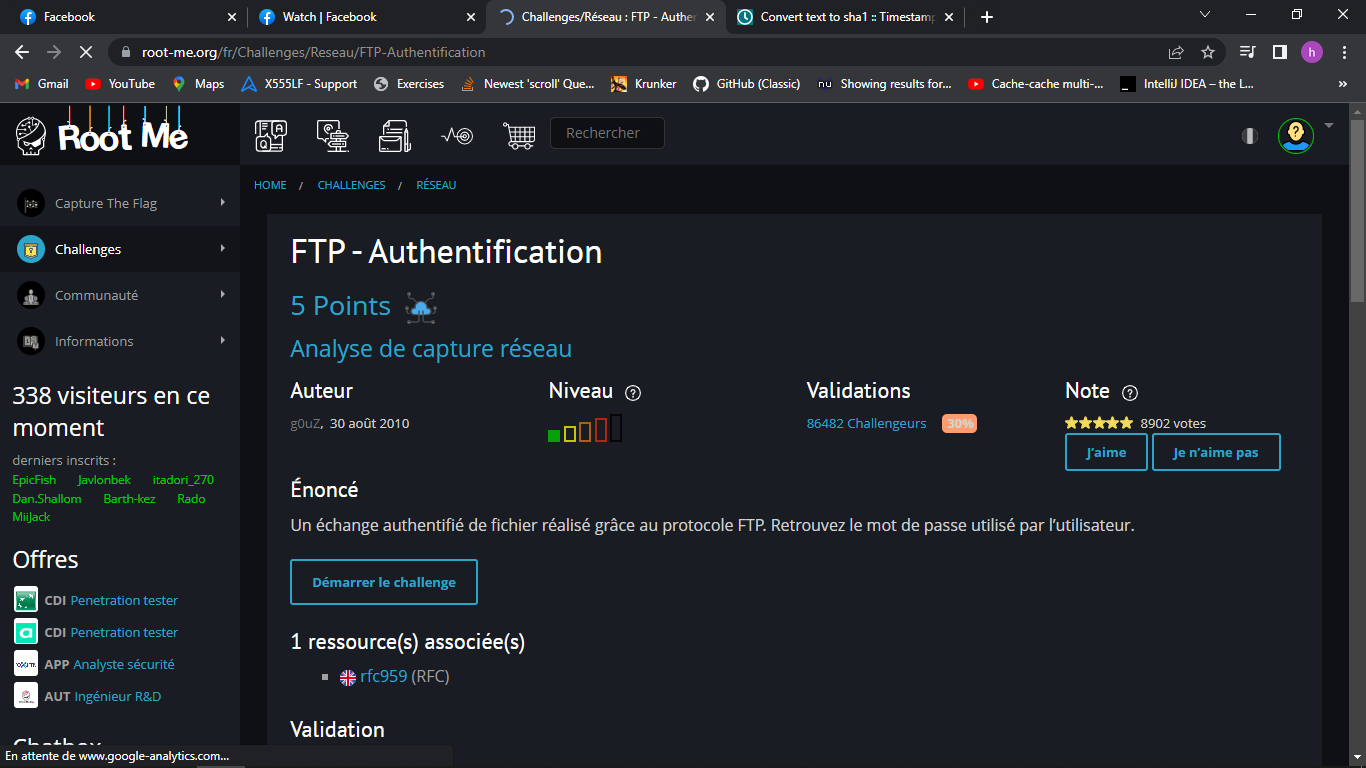 Facebook
Watch | Facebook
Challenges/Réseau : FTP - Authen
Convert text to sha1 :: Timestamp
root-me.org/fr/Challenges/Reseau/FTP-Authentification
h
Gmail
YouTube
Maps
X555LF - Support
Exercises
Newest 'scroll' Que...
Krunker
GitHub (Classic)
nu
Showing results for...
Cache-cache multi-...
IntelliJ IDEA – the L...
»
Root Me
Q
A
Rechercher
HOME / CHALLENGES / RÉSEAU
Capture The Flag
Challenges
Communauté
Informations
338 visiteurs en ce
moment
derniers inscrits :
EpicFish Javlonbek itadori_270
Dan.Shallom Barth-kez Rado
MiiJack
Offres
CDI Penetration tester
CDI Penetration tester
APP Analyste sécurité
AUT Ingénieur R&D
Chatbox
FTP - Authentification
5 Points
Analyse de capture réseau
Auteur
Niveau
Validations
Note
g0uZ, 30 août 2010
86482 Challengeurs 30%
8902 votes
J’aime
Je n’aime pas
Énoncé
Un échange authentifié de fichier réalisé grâce au protocole FTP. Retrouvez le mot de passe utilisé par l’utilisateur.
Démarrer le challenge
1 ressource(s) associée(s)
rfc959 (RFC)
Validation
En attente de www.google-analytics.com...